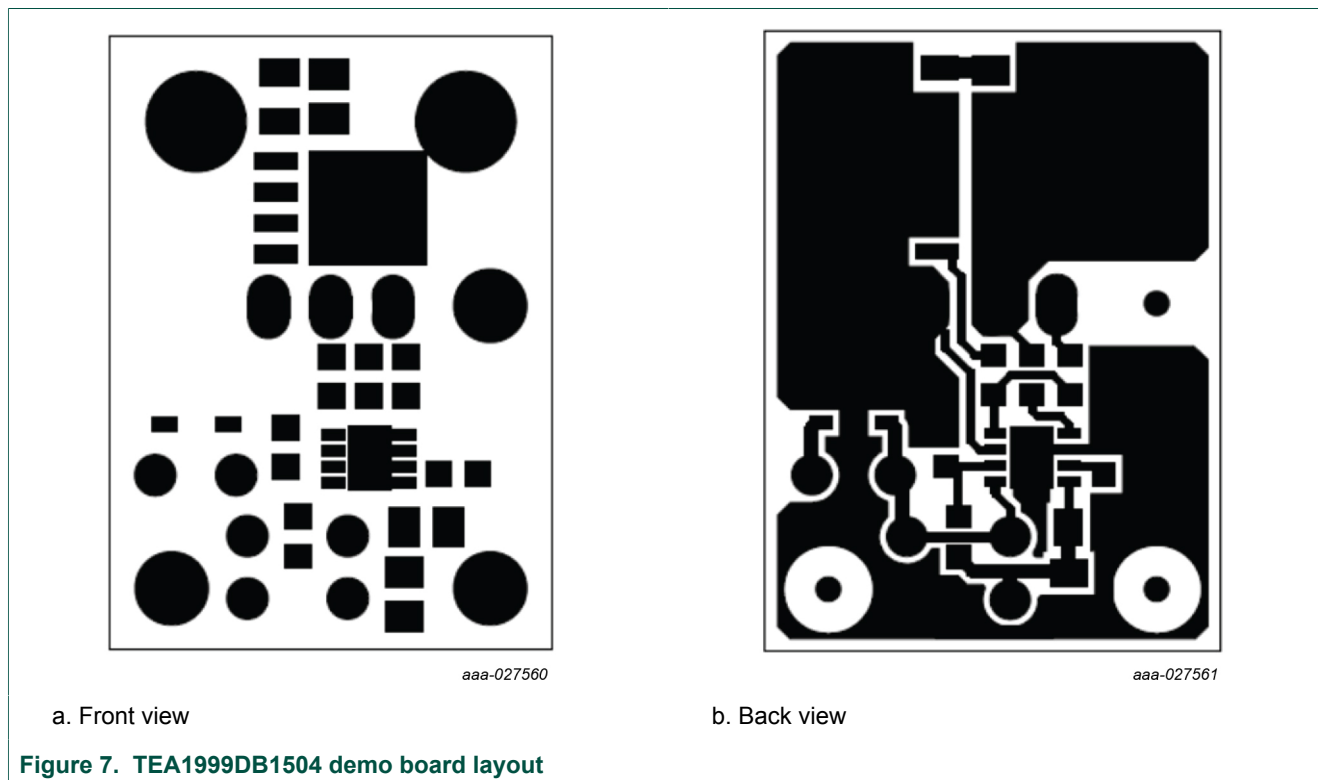 aaa-027560
aaa-027561
a. Front view
b. Back view
Figure 7. TEA1999DB1504 demo board layout